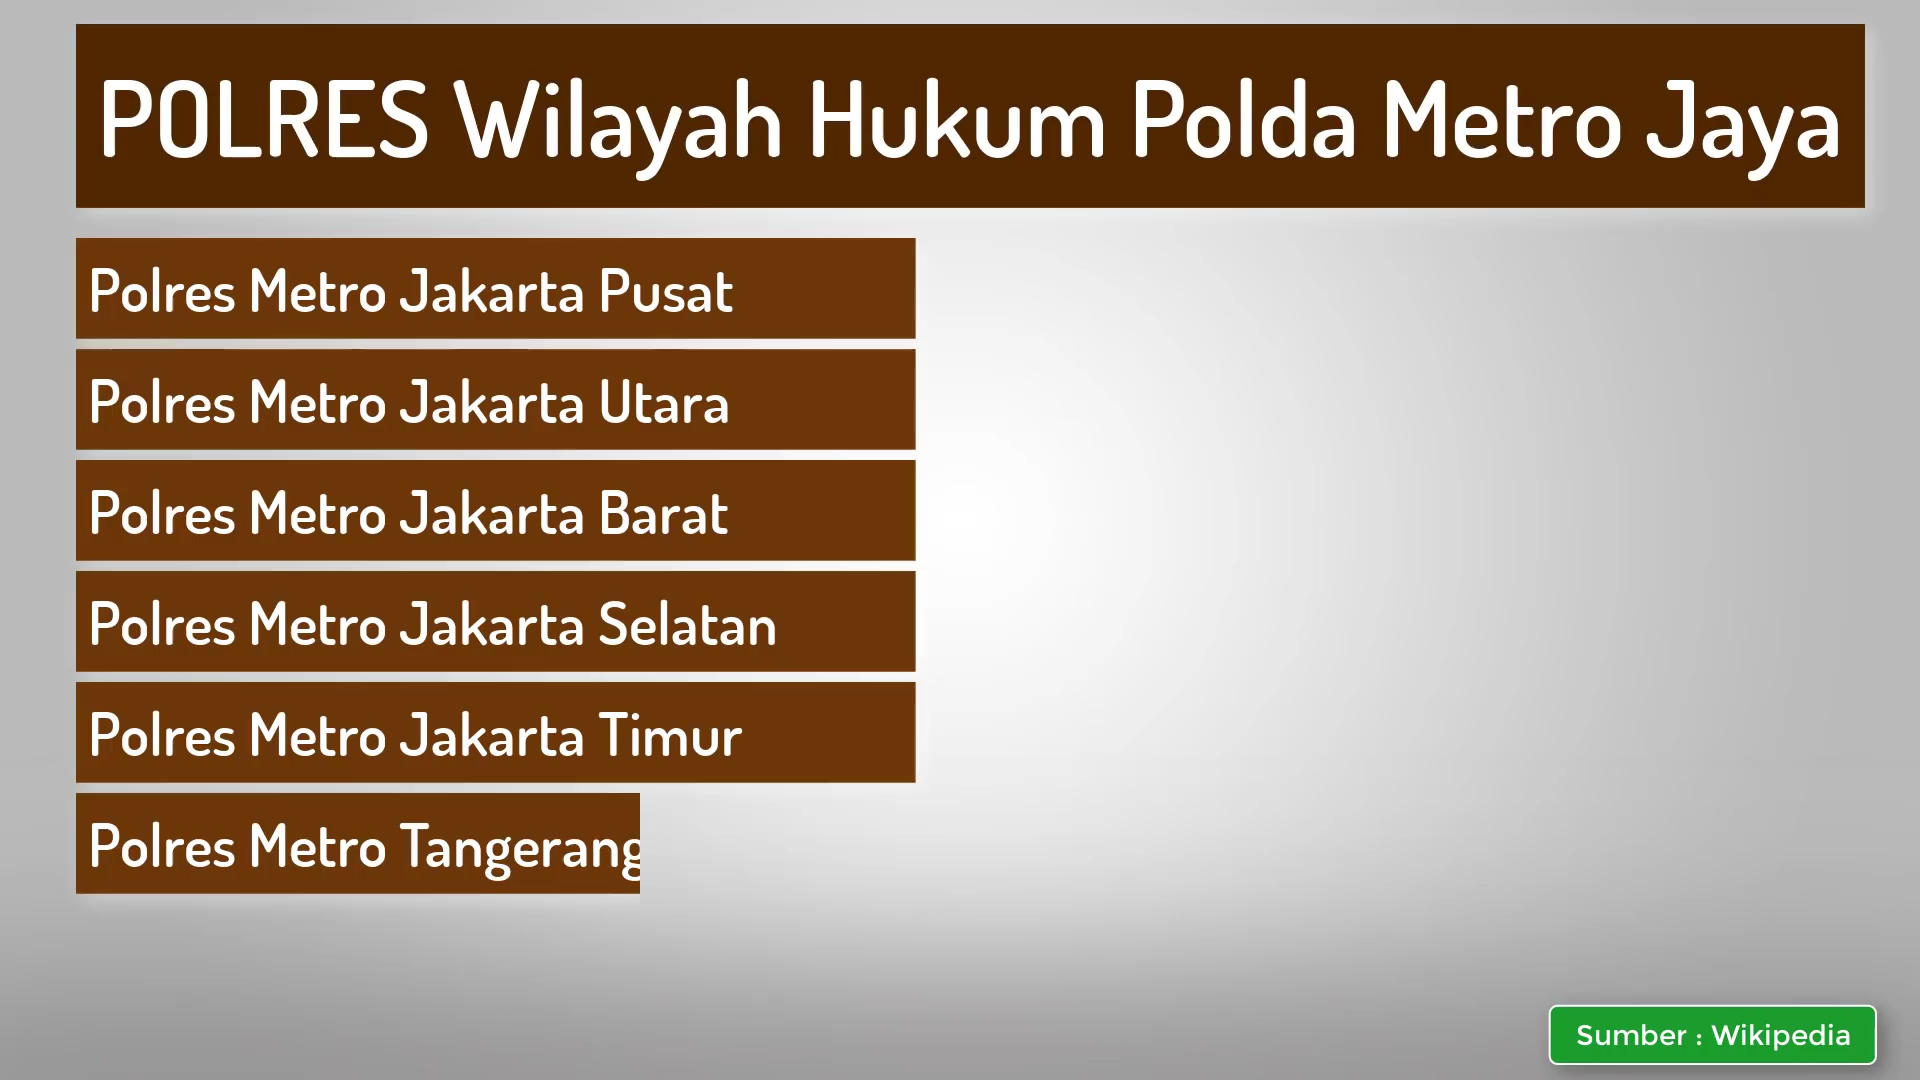 POLRES Wilayah Hukum Polda Metro Jaya
Polres Metro Jakarta Pusat
Polres Metro Jakarta Utara
Polres Metro Jakarta Barat
Polres Metro Jakarta Selatan
Polres Metro Jakarta Timur
Polres Metro Tangerang
Sumber : Wikipedia